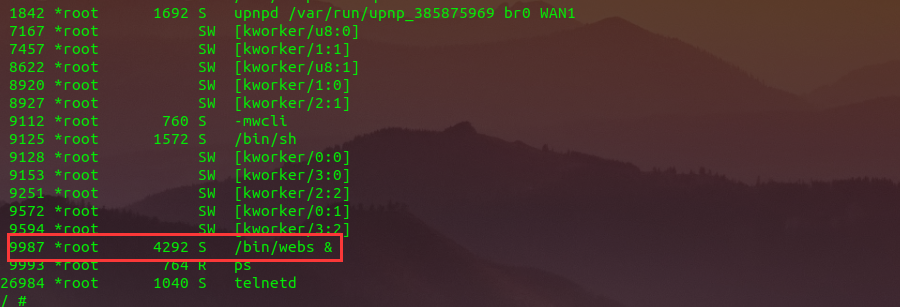 1842 *root 1692 S upnpd /var/run/upnp_385875969 br0 WAN1
7167 *root SW [kworker/u8:0]
7457 *root SW [kworker/1:1]
8622 *root SW [kworker/u8:1]
8920 *root SW [kworker/1:0]
8927 *root SW [kworker/2:1]
9112 *root 760 S -mwcli
9125 *root 1572 S /bin/sh
9128 *root SW [kworker/0:0]
9153 *root SW [kworker/3:0]
9251 *root SW [kworker/2:2]
9572 *root SW [kworker/0:1]
9594 *root SW [kworker/3:2]
9987 *root 4292 S /bin/webs &
9993 *root 764 R ps
26984 *root 1040 S telnetd
/ #